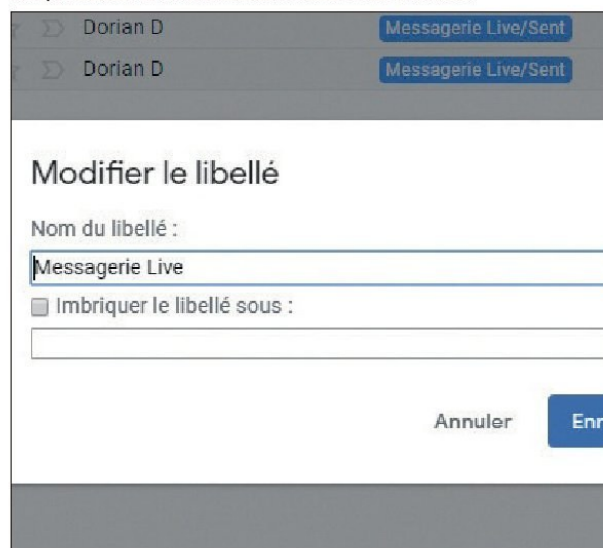 Dorian D Messagerie Live/Sent
Dorian D Messagerie Live/Sent
Modifier le libellé
Nom du libellé :
Messagerie Live
Imbriquer le libellé sous :
Annuler Enr